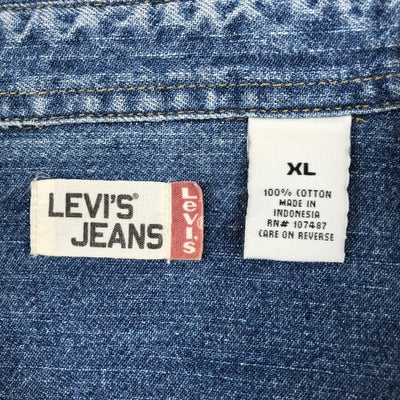 LEVI'S®
JEANS
Levi's
XL
100% COTTON
MADE IN
INDONESIA
RN# 107487
CARE ON REVERSE